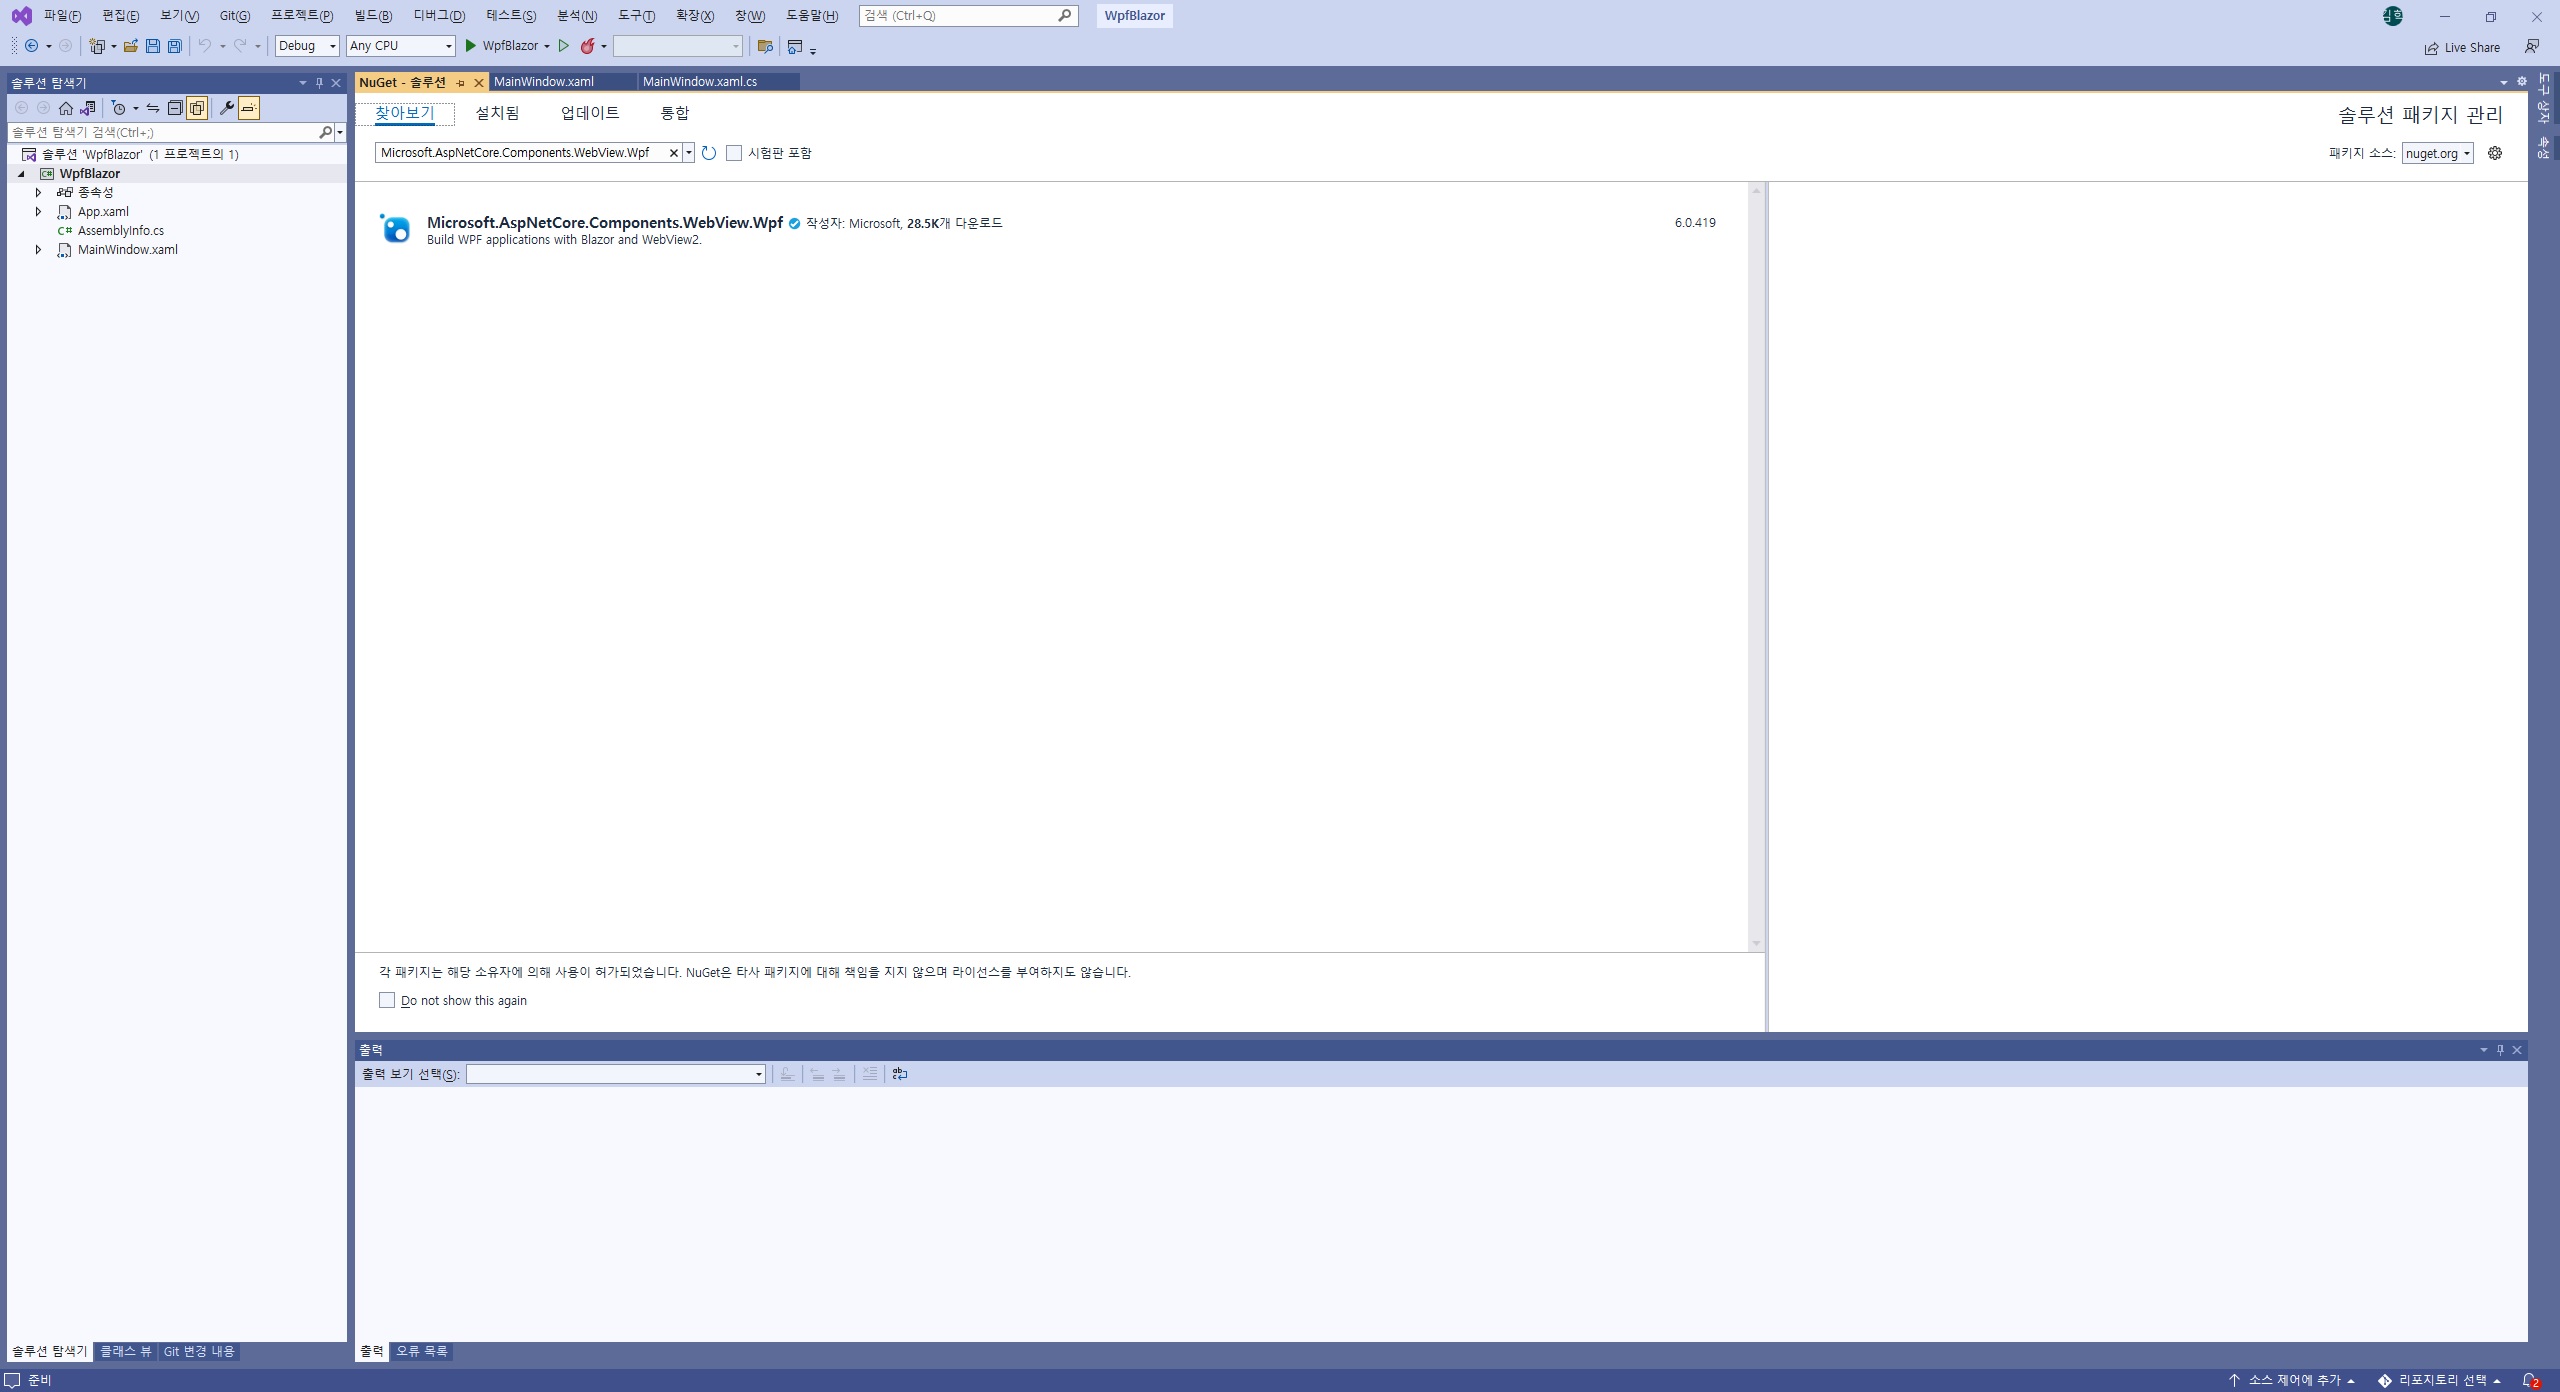 파일(F) 편집(E) 보기(V) Git(G) 프로젝트(P) 빌드(B) 디버그(D) 테스트(S) 분석(N) 도구(T) 확장(X) 창(W) 도움말(H) 검색 (Ctrl+Q) WpfBlazor
Debug Any CPU WpfBlazor Live Share
솔루션 탐색기
솔루션 탐색기 검색(Ctrl+;)
솔루션 'WpfBlazor' (1 프로젝트의 1)
C# WpfBlazor
종속성
App.xaml
C# AssemblyInfo.cs
MainWindow.xaml
솔루션 탐색기 클래스 뷰 Git 변경 내용
NuGet - 솔루션 MainWindow.xaml MainWindow.xaml.cs
찾아보기 설치됨 업데이트 통합 솔루션 패키지 관리
Microsoft.AspNetCore.Components.WebView.Wpf 시험판 포함 패키지 소스: nuget.org
Microsoft.AspNetCore.Components.WebView.Wpf 작성자: Microsoft, 28.5K개 다운로드 6.0.419
Build WPF applications with Blazor and WebView2.
각 패키지는 해당 소유자에 의해 사용이 허가되었습니다. NuGet은 타사 패키지에 대해 책임을 지지 않으며 라이선스를 부여하지도 않습니다.
Do not show this again
출력
출력 보기 선택(S):
출력 오류 목록
도구 상자
속성
준비 소스 제어에 추가 리포지토리 선택 2